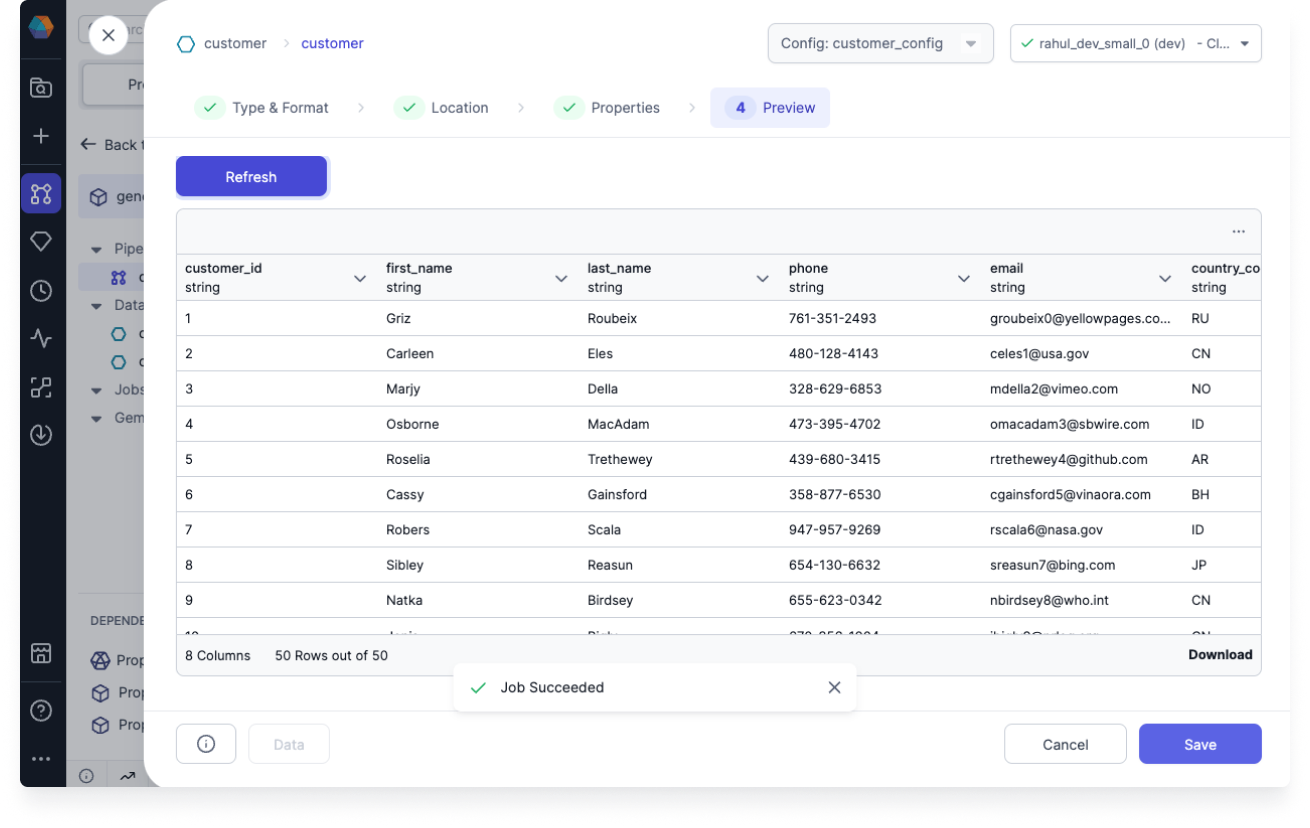 customer > customer
Config: customer_config
rahul_dev_small_0 (dev) - Cl...
Type & Format > Location > Properties > 4 Preview
Back t
Refresh
gen
...
Pipe
Data
Jobs
Gem
customer_id first_name last_name phone email country_co
string string string string string string
1 Griz Roubeix 761-351-2493 groubeix0@yellowpages.co... RU
2 Carleen Eles 480-128-4143 celes1@usa.gov CN
3 Marjy Della 328-629-6853 mdella2@vimeo.com NO
4 Osborne MacAdam 473-395-4702 omacadam3@sbwire.com ID
5 Roselia Trethewey 439-680-3415 rtrethewey4@github.com AR
6 Cassy Gainsford 358-877-6530 cgainsford5@vinaora.com BH
7 Robers Scala 947-957-9269 rscala6@nasa.gov ID
8 Sibley Reasun 654-130-6632 sreasun7@bing.com JP
9 Natka Birdsey 655-623-0342 nbirdsey8@who.int CN
DEPENDE
Prop
Prop
Prop
8 Columns 50 Rows out of 50 Download
Job Succeeded
Data
Cancel
Save